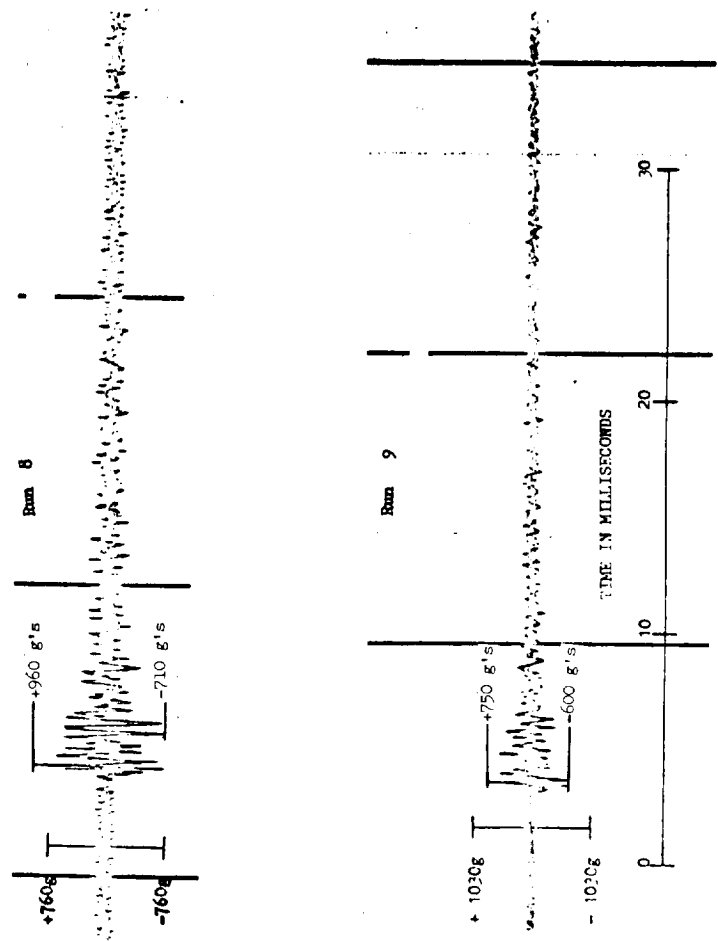 Run 8
+960 g's
-710 g's
+760g
-760g
Run 9
+750 g's
-600 g's
+ 1030g
- 1030g
TIME IN MILLISECONDS
0 10 20 30